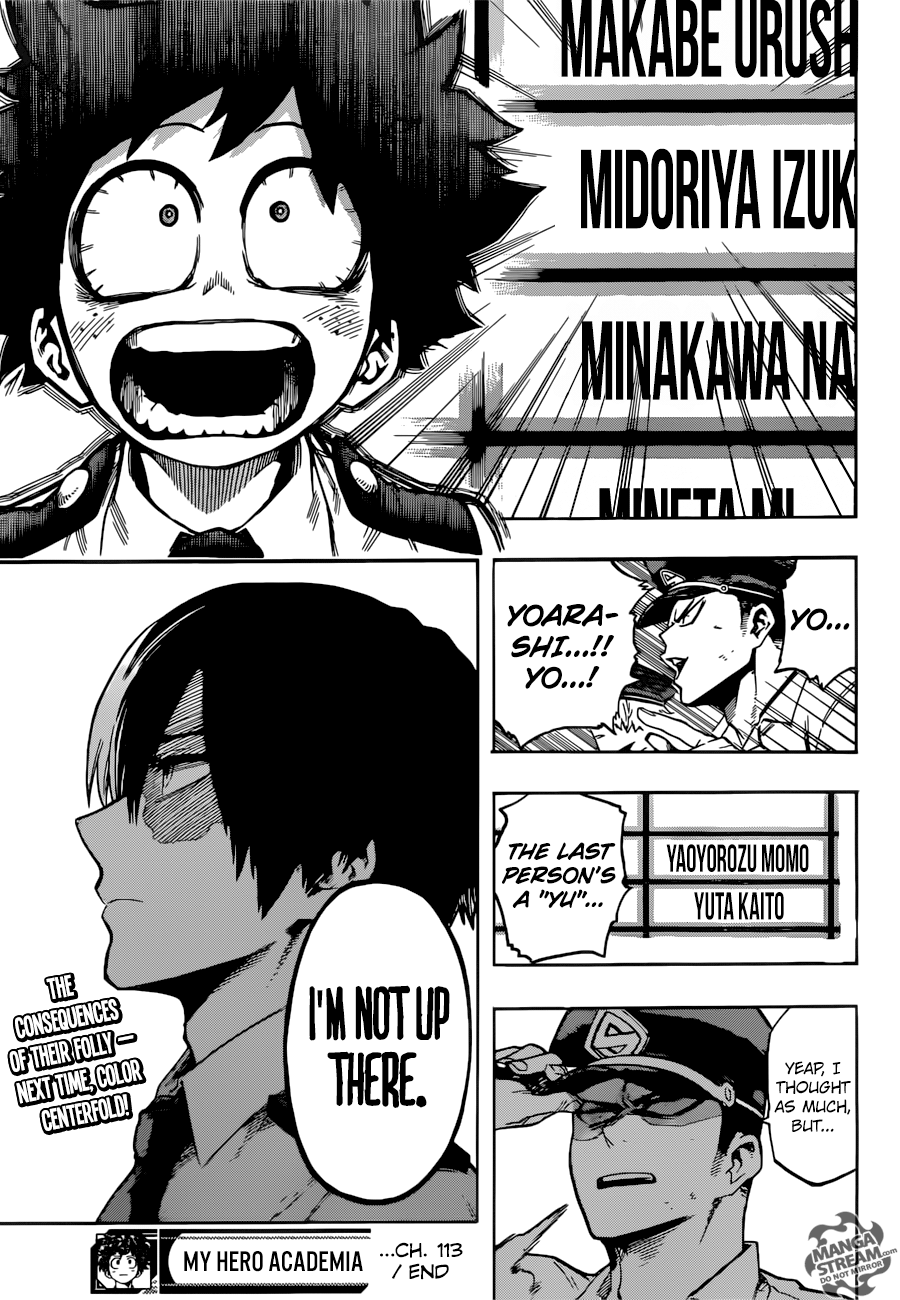 MAKABE URUSH
MIDORIYA IZUK
MINAKAWA NA
MINETA MI
YO...
YOARA-
SHI...!!
YO...!
THE LAST
PERSON'S
A "YU"...
YAOYOROZU MOMO
YUTA KAITO
YEAP, I
THOUGHT
AS MUCH,
BUT...
I'M NOT UP
THERE.
THE
CONSEQUENCES
OF THEIR FOLLY —
NEXT TIME, COLOR
CENTERFOLD!
MY HERO ACADEMIA
...CH. 113
/ END
MANGA
STREAM.com
DO NOT MIRROR